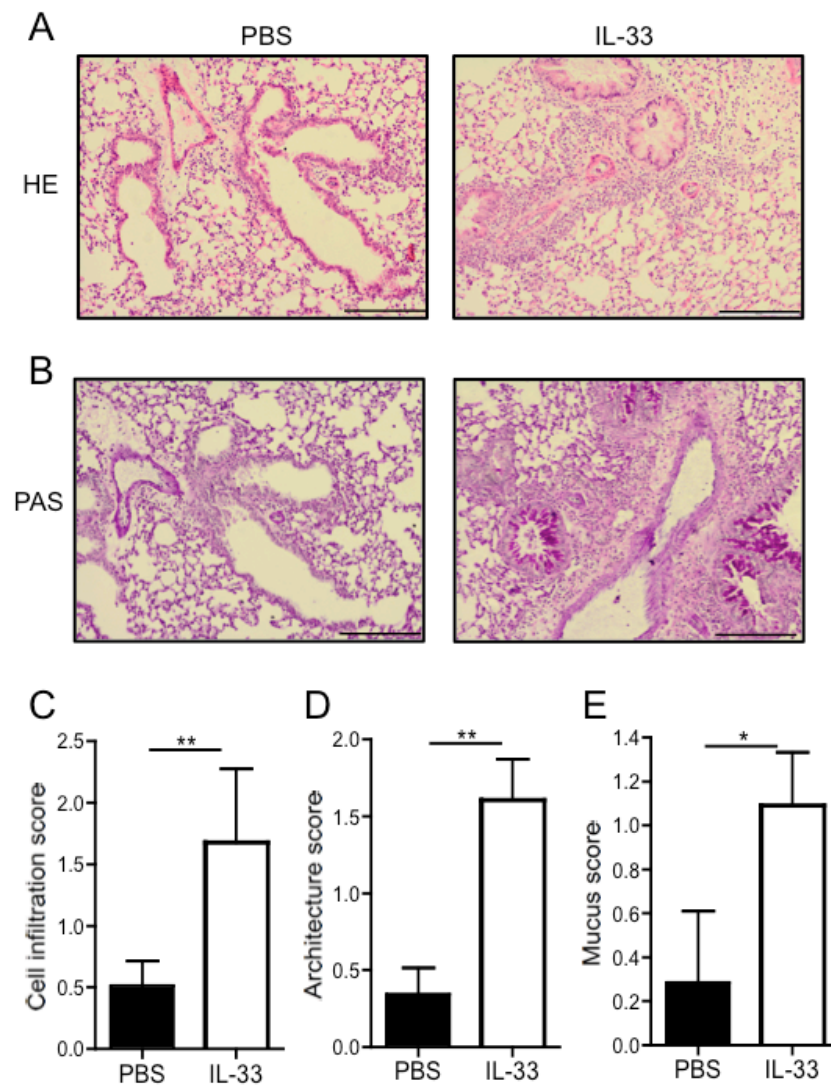 A
PBS
IL-33
HE
B
PAS
C
D
E
Cell infiltration score
2.5
2.0
1.5
1.0
0.5
0.0
**
PBS
IL-33
Architecture score
2.0
1.5
1.0
0.5
0.0
**
PBS
IL-33
Mucus score
1.4
1.2
1.0
0.8
0.6
0.4
0.2
0.0
*
PBS
IL-33